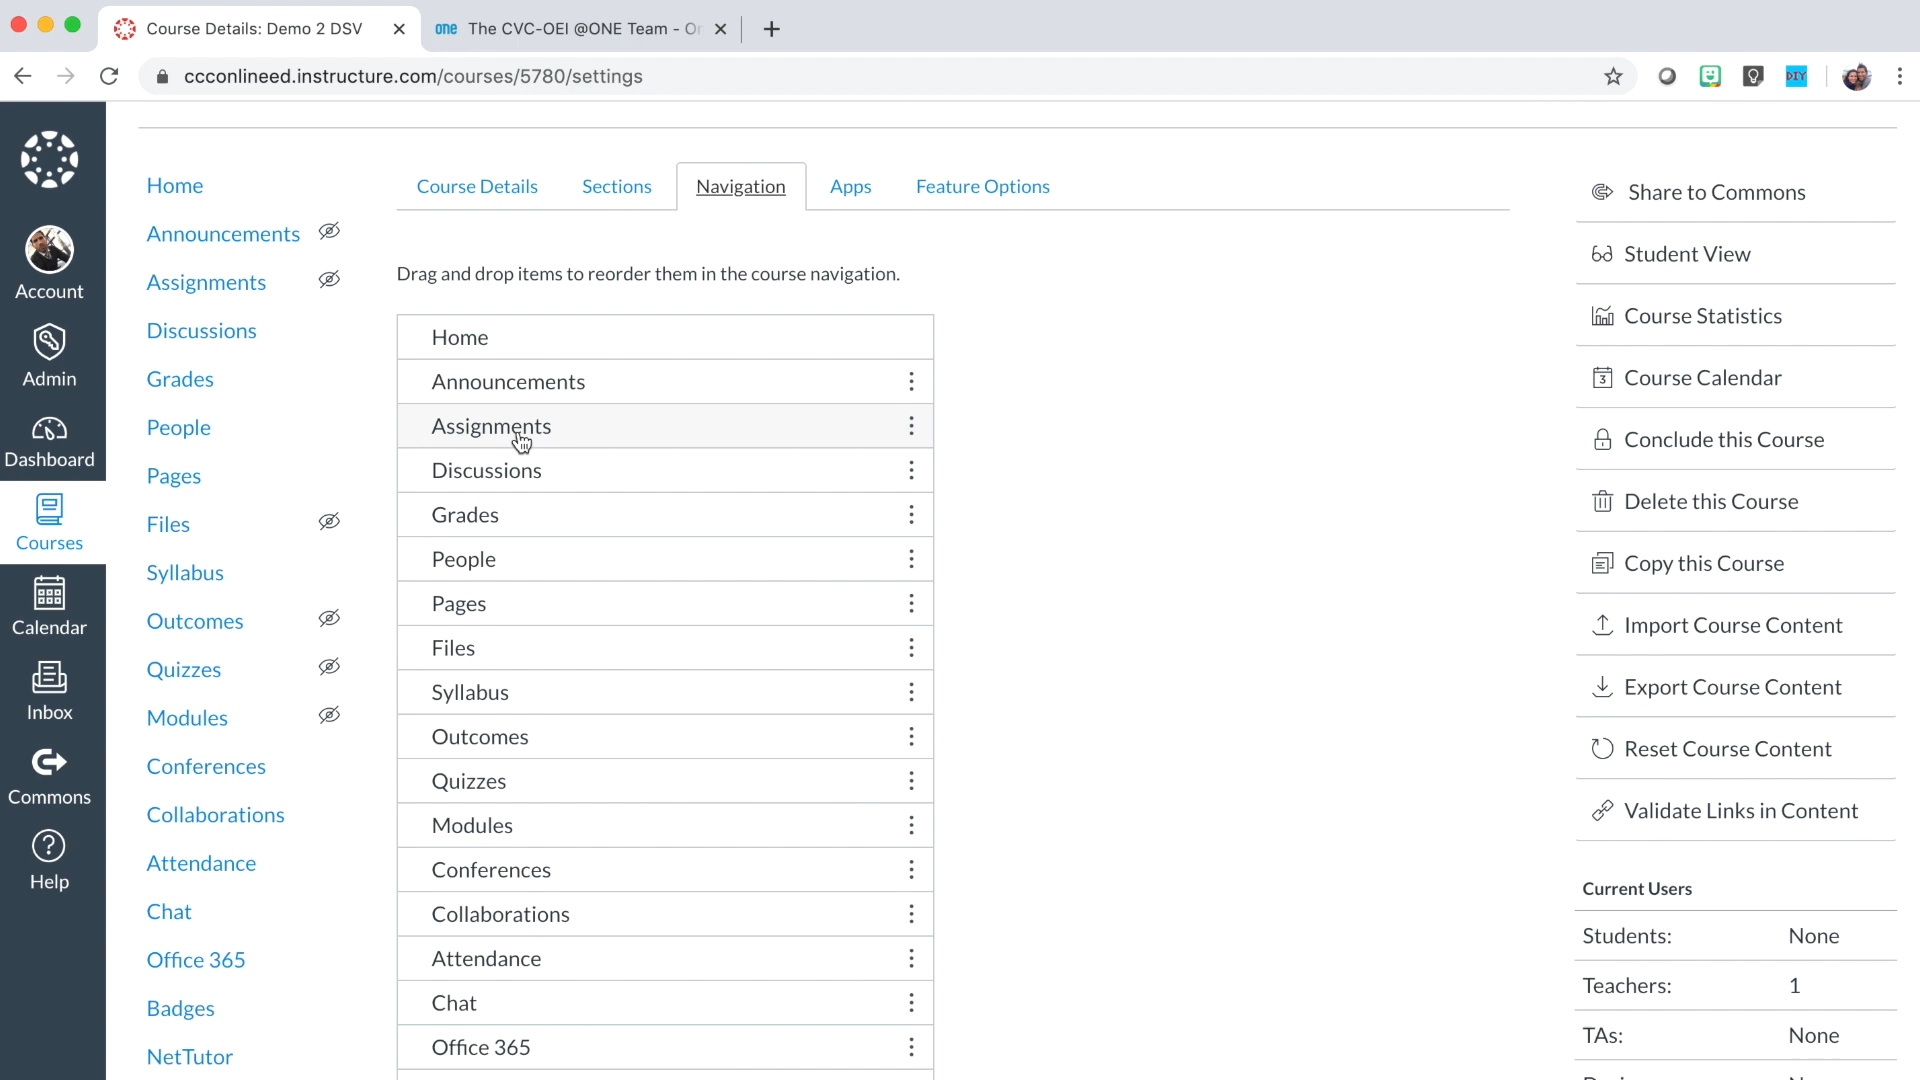 Course Details: Demo 2 DSV
one The CVC-OEI @ONE Team - Or
ccconlineed.instructure.com/courses/5780/settings
DIY
Account
Admin
Dashboard
Courses
Calendar
Inbox
Commons
Help
Home
Announcements
Assignments
Discussions
Grades
People
Pages
Files
Syllabus
Outcomes
Quizzes
Modules
Conferences
Collaborations
Attendance
Chat
Office 365
Badges
NetTutor
Course Details Sections Navigation Apps Feature Options
Drag and drop items to reorder them in the course navigation.
Home
Announcements
Assignments
Discussions
Grades
People
Pages
Files
Syllabus
Outcomes
Quizzes
Modules
Conferences
Collaborations
Attendance
Chat
Office 365
Share to Commons
Student View
Course Statistics
3 Course Calendar
Conclude this Course
Delete this Course
Copy this Course
Import Course Content
Export Course Content
Reset Course Content
Validate Links in Content
Current Users
Students: None
Teachers: 1
TAs: None